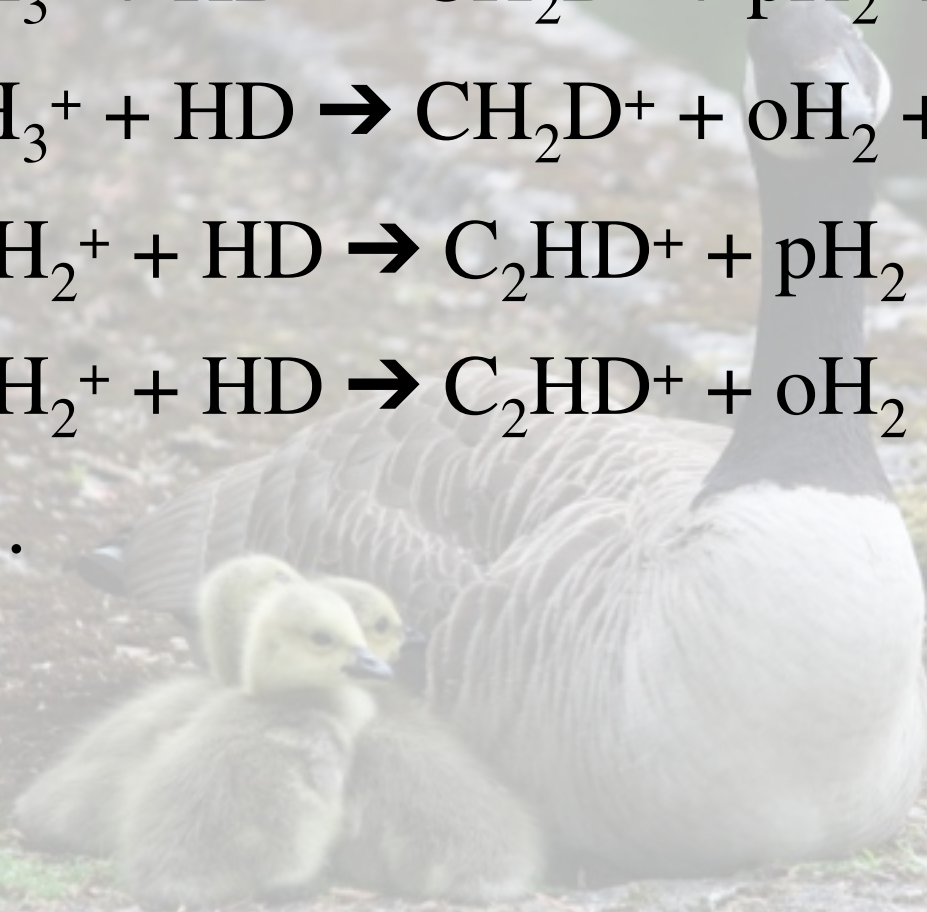 H₃⁺ + HD ➔ CH₂D⁺ + oH₂ +
H₂⁺ + HD ➔ C₂HD⁺ + pH₂
H₂⁺ + HD ➔ C₂HD⁺ + oH₂
.